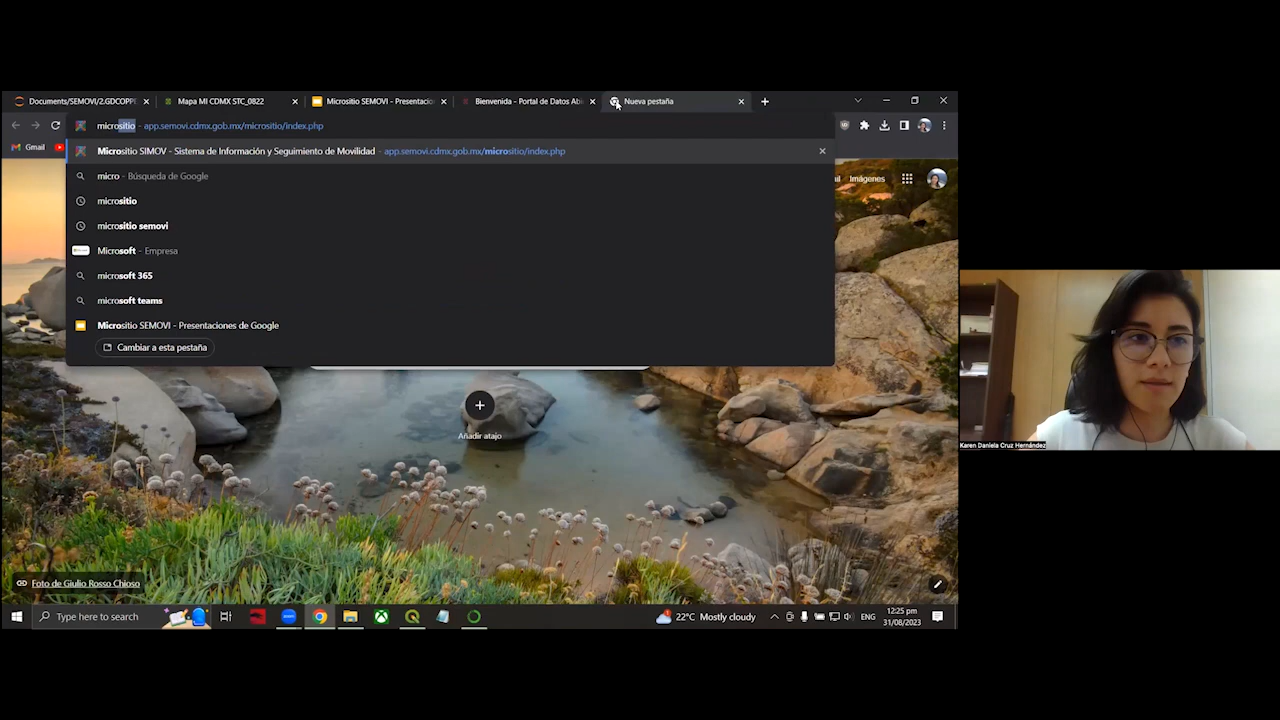 Documents/SEMOVI/2.GDCOPPE
Mapa MI CDMX STC_0822
Micrositio SEMOVI - Presentacio
Bienvenida - Portal de Datos Abi
Nueva pestaña
micrositio - app.semovi.cdmx.gob.mx/micrositio/index.php
Gmail
Micrositio SIMOV - Sistema de Información y Seguimiento de Movilidad - app.semovi.cdmx.gob.mx/micrositio/index.php
micro - Búsqueda de Google
il Imágenes
micrositio
micrositio semovi
Microsoft - Empresa
microsoft 365
microsoft teams
Micrositio SEMOVI - Presentaciones de Google
Cambiar a esta pestaña
Añadir atajo
Karen Daniela Cruz Hernández
Foto de Giulio Rosso Chioso
Type here to search
22°C Mostly cloudy
ENG
12:25 pm
31/08/2023